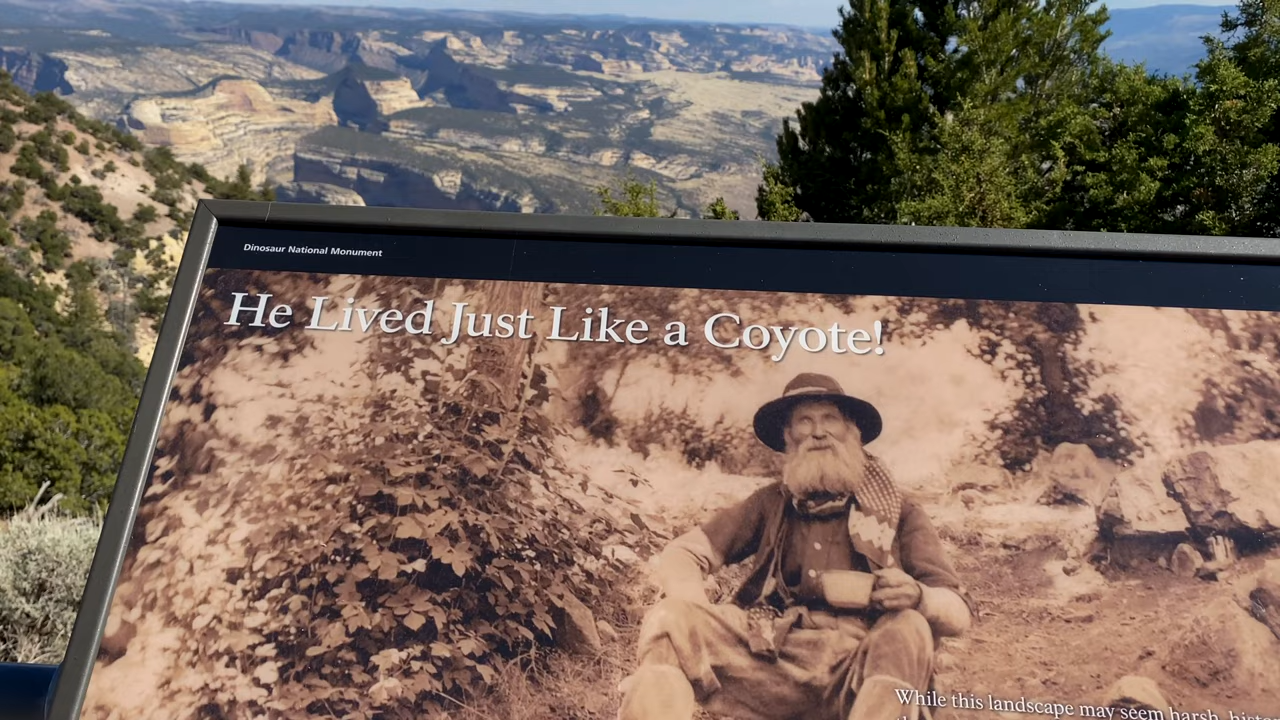 Dinosaur National Monument
He Lived Just Like a Coyote!
While this landscape may seem harsh,